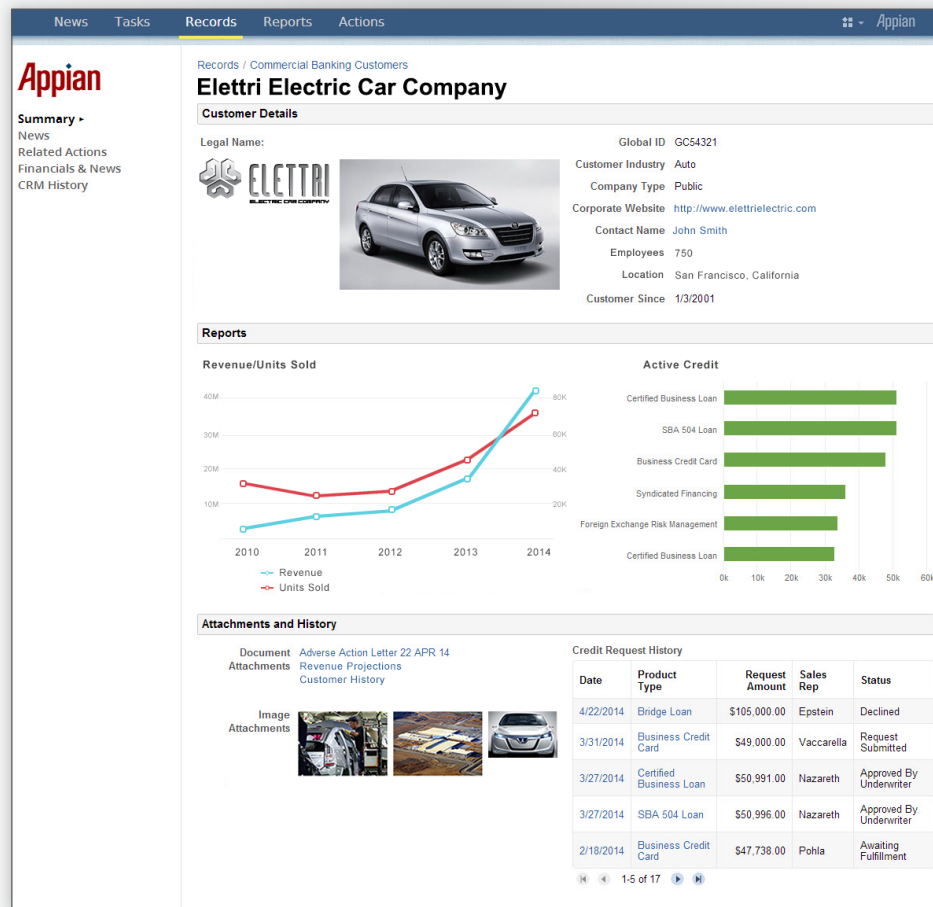 News Tasks Records Reports Actions Appian
Appian
Summary
News
Related Actions
Financials & News
CRM History
Records / Commercial Banking Customers
Elettri Electric Car Company
Customer Details
Legal Name:
ELETTRI
ELECTRIC CAR COMPANY
Global ID GC54321
Customer Industry Auto
Company Type Public
Corporate Website http://www.elettrielectric.com
Contact Name John Smith
Employees 750
Location San Francisco, California
Customer Since 1/3/2001
Reports
Revenue/Units Sold
40M 80K
30M 60K
20M 40K
10M 20K
2010 2011 2012 2013 2014
Revenue
Units Sold
Active Credit
Certified Business Loan
SBA 504 Loan
Business Credit Card
Syndicated Financing
Foreign Exchange Risk Management
Certified Business Loan
0k 10k 20k 30k 40k 50k 60k
Attachments and History
Document Attachments
Adverse Action Letter 22 APR 14
Revenue Projections
Customer History
Image
Attachments
Credit Request History
Date Product Type Request Amount Sales Rep Status
4/22/2014 Bridge Loan $105,000.00 Epstein Declined
3/31/2014 Business Credit Card $49,000.00 Vaccarella Request Submitted
3/27/2014 Certified Business Loan $50,991.00 Nazareth Approved By Underwriter
3/27/2014 SBA 504 Loan $50,996.00 Nazareth Approved By Underwriter
2/18/2014 Business Credit Card $47,738.00 Pohla Awaiting Fulfillment
1-5 of 17